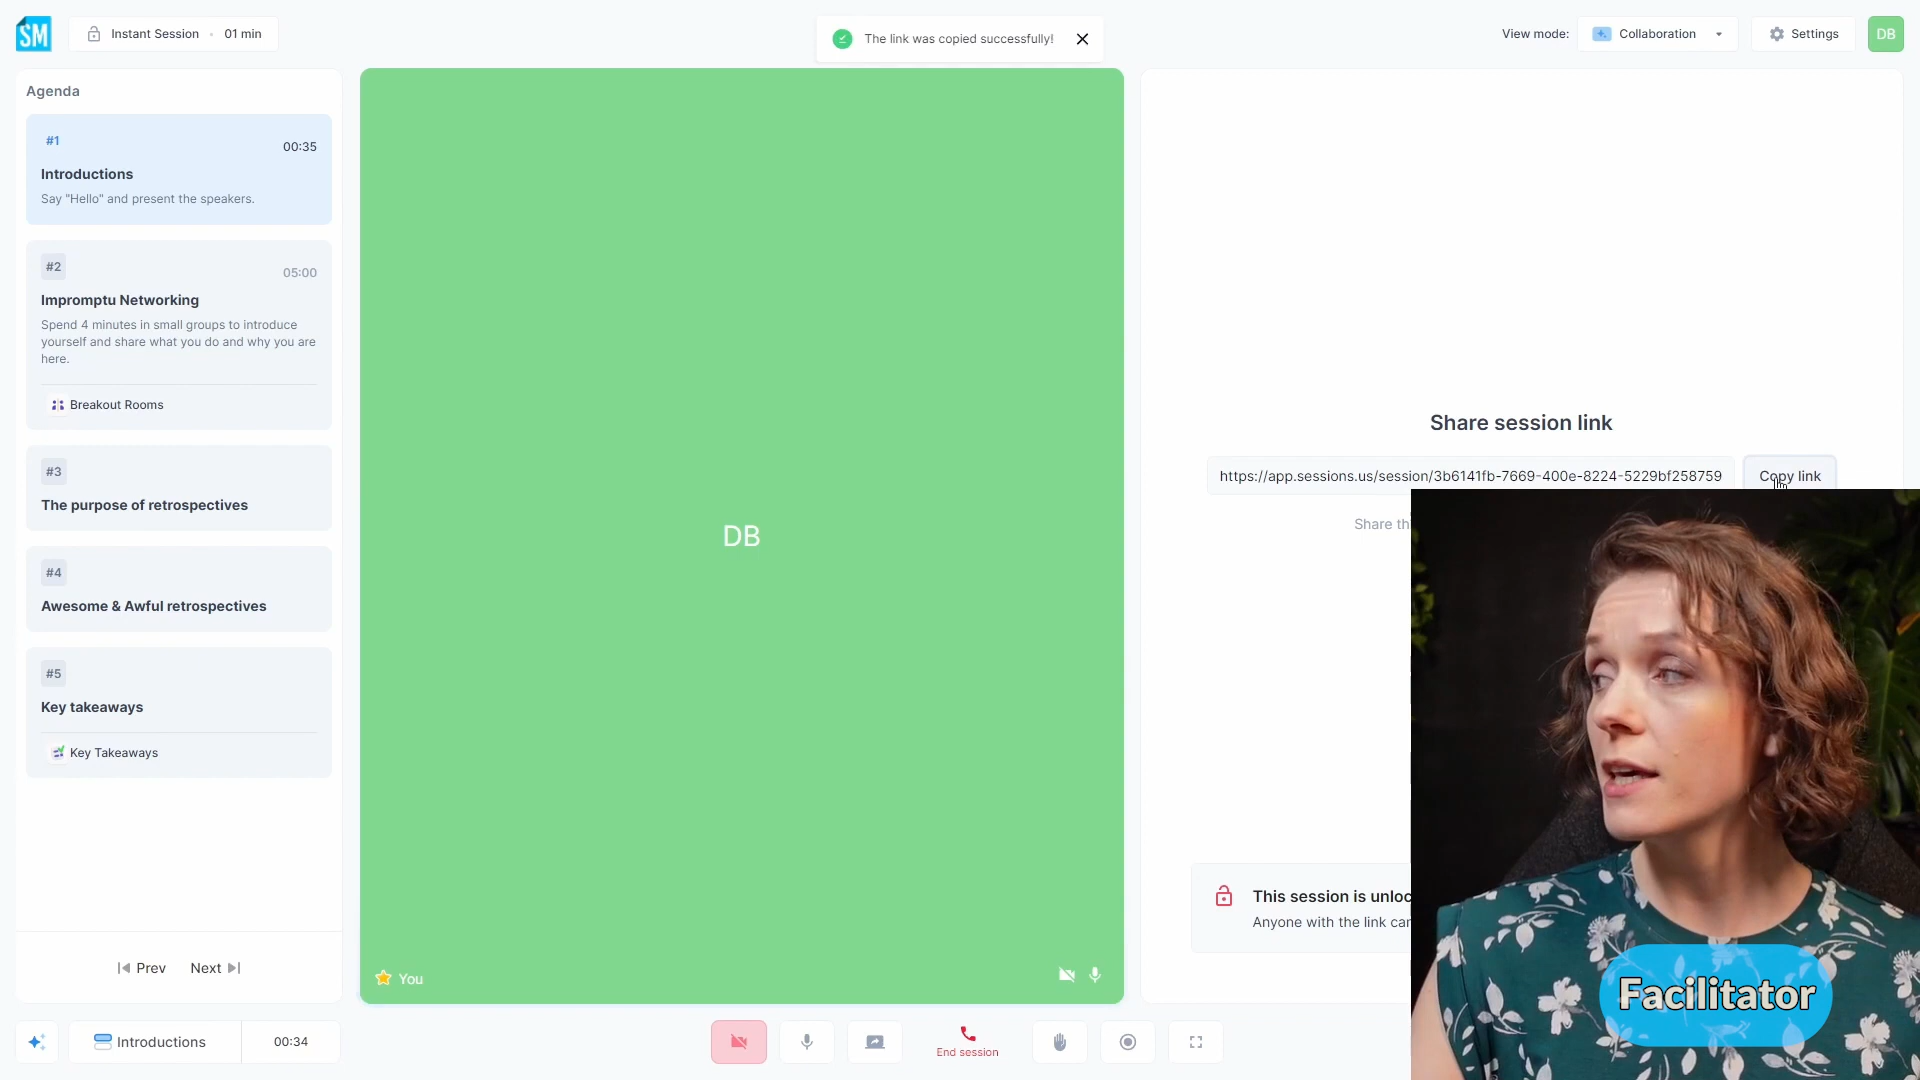 SM
Instant Session • 01 min
The link was copied successfully!
View mode:
Collaboration
Settings
DB
Agenda
#1
00:35
Introductions
Say "Hello" and present the speakers.
#2
05:00
Impromptu Networking
Spend 4 minutes in small groups to introduce
yourself and share what you do and why you are
here.
Breakout Rooms
#3
The purpose of retrospectives
#4
Awesome & Awful retrospectives
#5
Key takeaways
Key Takeaways
Prev
Next
Introductions
00:34
DB
You
End session
Share session link
https://app.sessions.us/session/3b6141fb-7669-400e-8224-5229bf258759
Copy link
Share
This session is
Anyone with the link
Facilitator